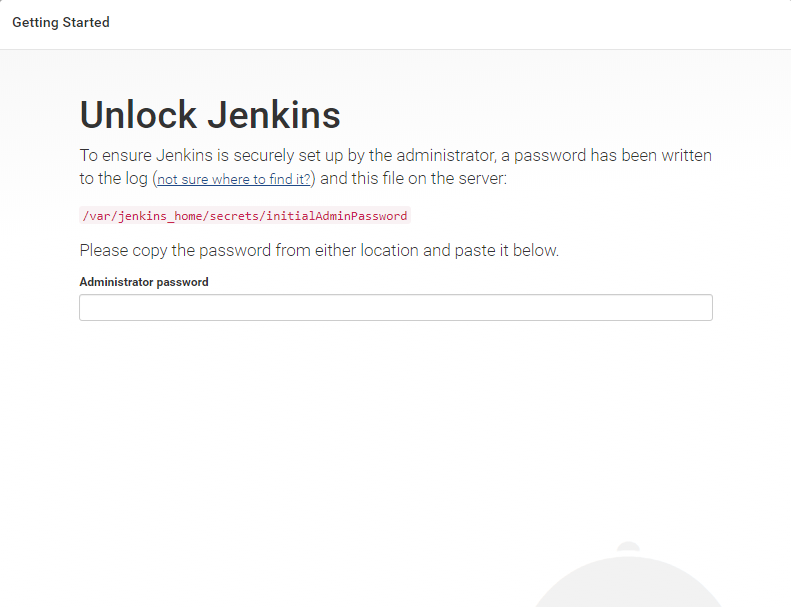 Getting Started
Unlock Jenkins
To ensure Jenkins is securely set up by the administrator, a password has been written
to the log (not sure where to find it?) and this file on the server:
/var/jenkins_home/secrets/initialAdminPassword
Please copy the password from either location and paste it below.
Administrator password